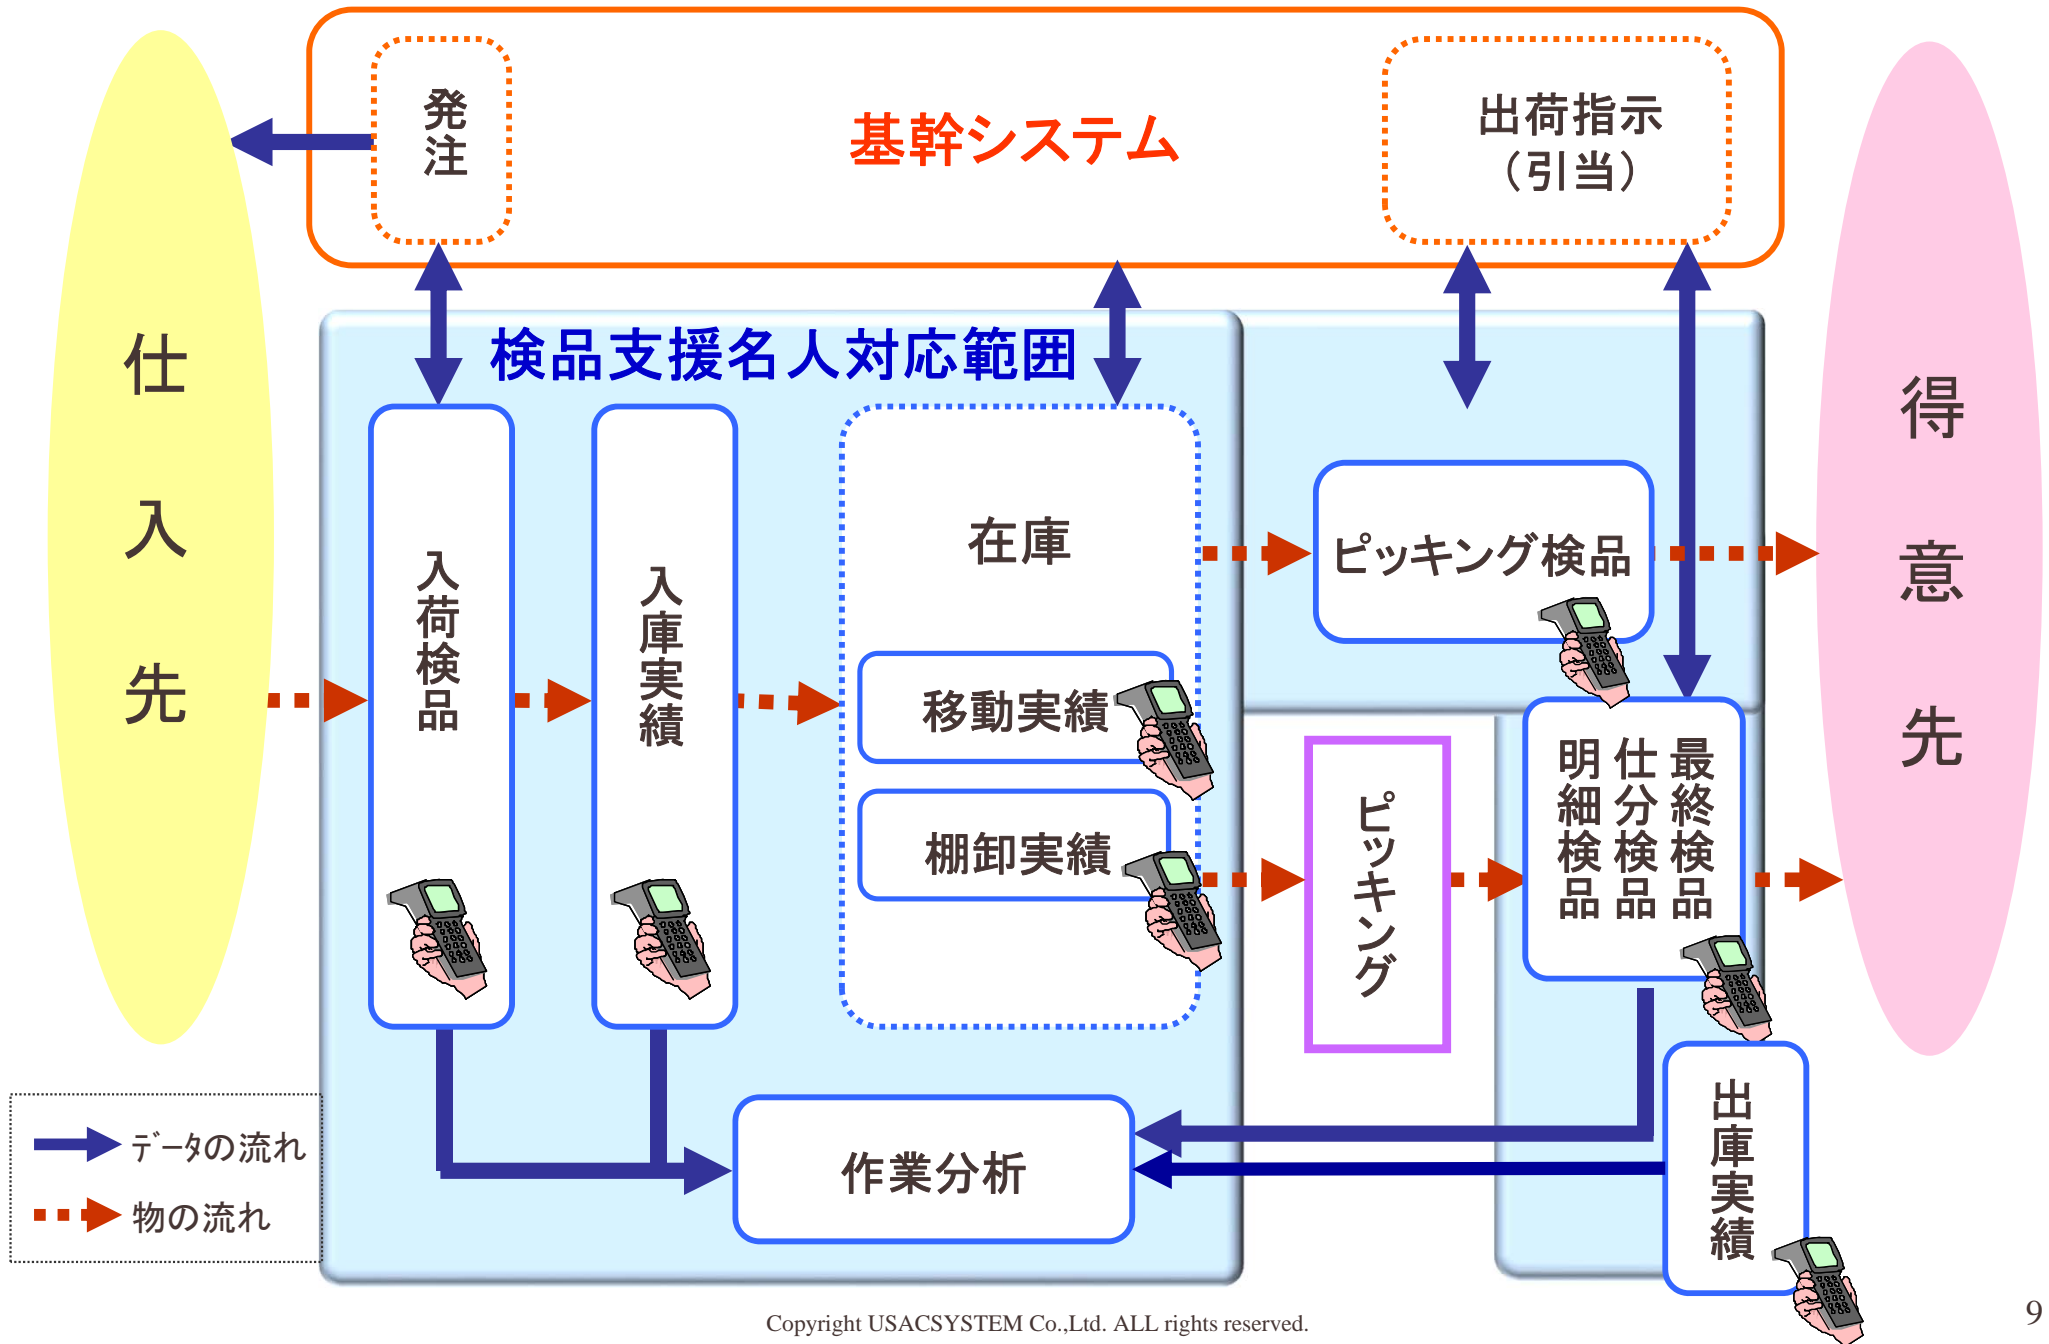 発注
基幹システム
出荷指示
（引当）
検品支援名人対応範囲
仕入先
得意先
入荷検品
入庫実績
在庫
移動実績
棚卸実績
ピッキング検品
ピッキング
最終検品
仕分検品
明細検品
出庫実績
作業分析
ﾃﾞｰﾀの流れ
物の流れ
Copyright USACSYSTEM Co.,Ltd. ALL rights reserved.
9